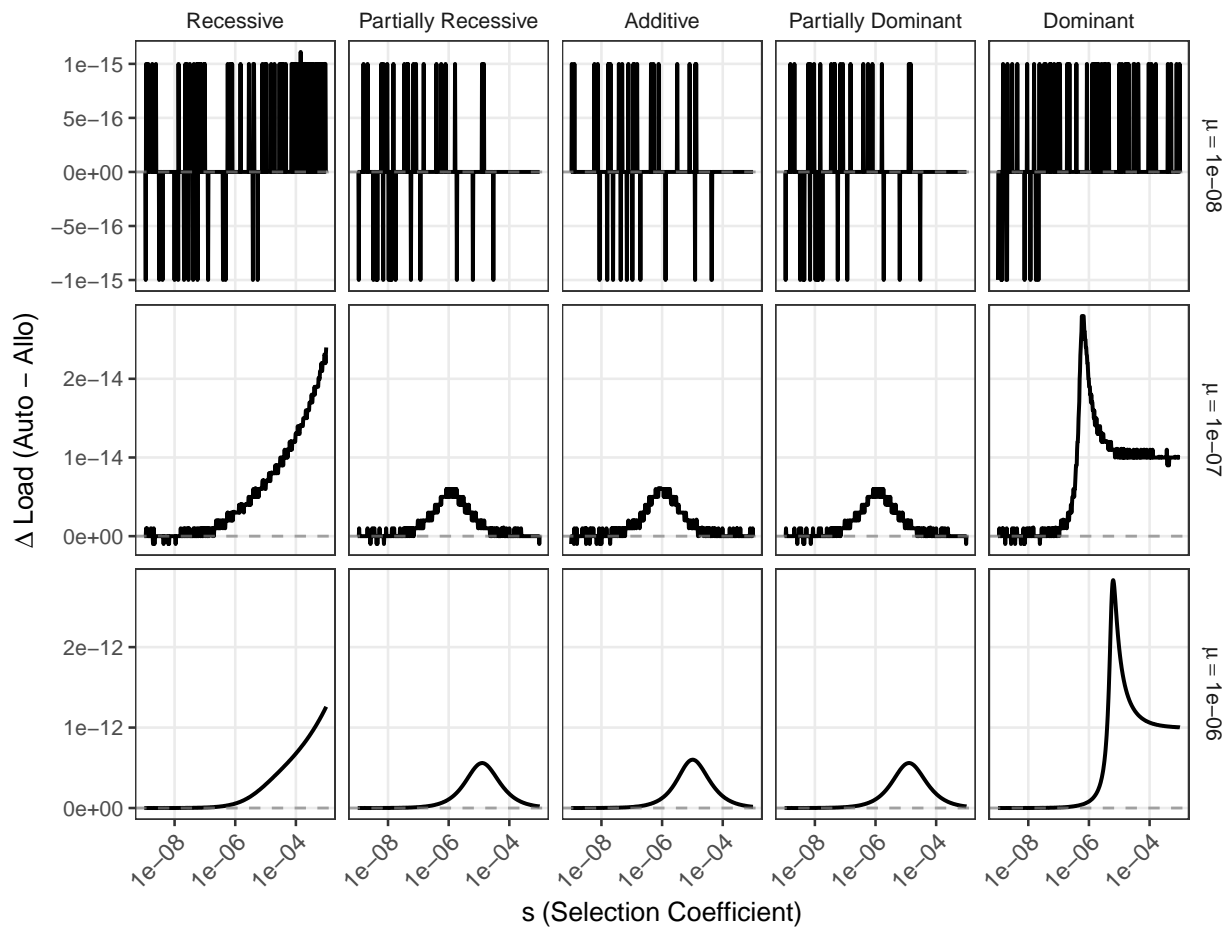 Recessive
Partially Recessive
Additive
Partially Dominant
Dominant
1e−15
5e−16
0e+00
−5e−16
−1e−15
μ = 1e−08
2e−14
1e−14
0e+00
μ = 1e−07
2e−12
1e−12
0e+00
μ = 1e−06
Δ Load (Auto − Allo)
1e−08 1e−06 1e−04
1e−08 1e−06 1e−04
1e−08 1e−06 1e−04
1e−08 1e−06 1e−04
1e−08 1e−06 1e−04
s (Selection Coefficient)